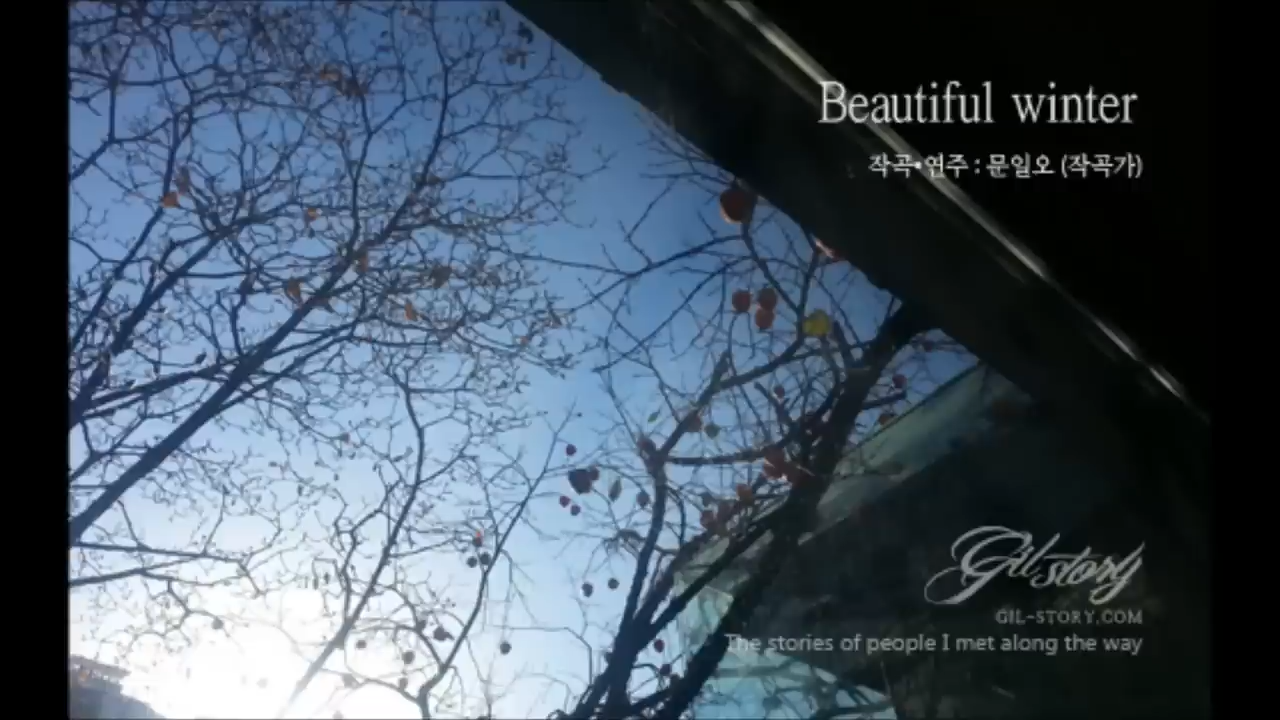 Beautiful winter
작곡•연주 : 문일오 (작곡가)
Gil story
GIL-STORY.COM
The stories of people I met along the way